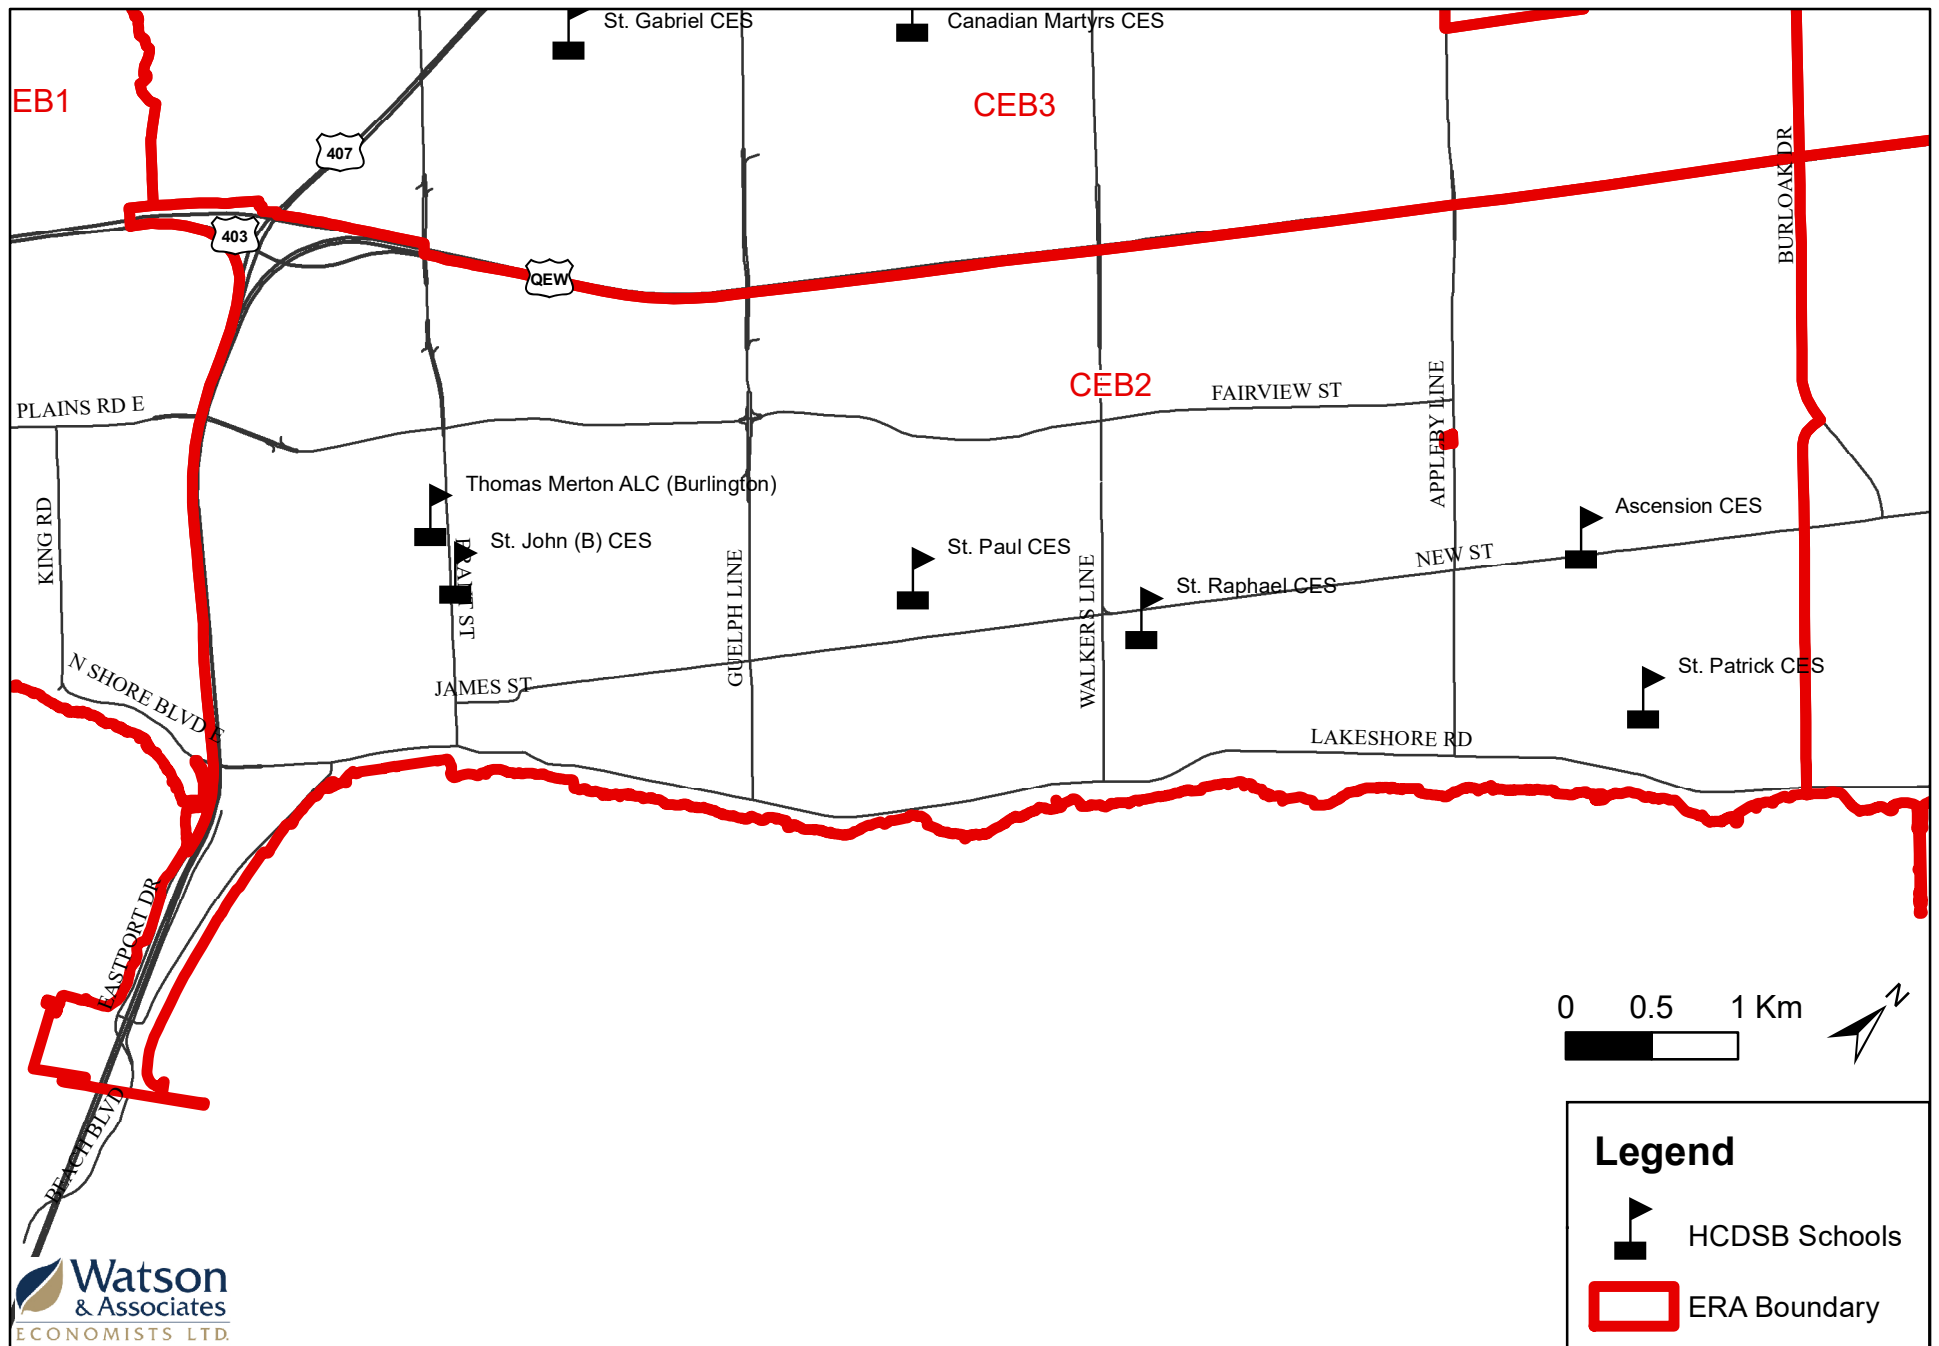 St. Gabriel CES
Canadian Martyrs CES
EB1
CEB3
407
BURLOAK DR
403
QEW
CEB2
FAIRVIEW ST
PLAINS RD E
APPLEBY LINE
Thomas Merton ALC (Burlington)
KING RD
Ascension CES
St. John (B) CES
BRANT ST
St. Paul CES
NEW ST
GUELPH LINE
WALKERS LINE
St. Raphael CES
N SHORE BLVD E
JAMES ST
St. Patrick CES
LAKESHORE RD
EASTPORT DR
N
0 0.5 1 Km
BEACH BLVD
Legend
HCDSB Schools
ERA Boundary
Watson
& Associates
ECONOMISTS LTD.